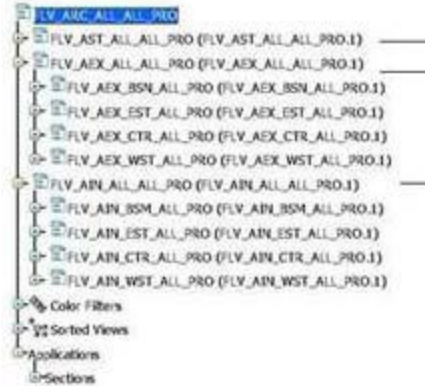 FLV_ARC_ALL_ALL_PRO
FLV_AST_ALL_ALL_PRO (FLV_AST_ALL_ALL_PRO.1)
FLV_AEX_ALL_ALL_PRO (FLV_AEX_ALL_ALL_PRO.1)
FLV_AEX_BSN_ALL_PRO (FLV_AEX_BSN_ALL_PRO.1)
FLV_AEX_EST_ALL_PRO (FLV_AEX_EST_ALL_PRO.1)
FLV_AEX_CTR_ALL_PRO (FLV_AEX_CTR_ALL_PRO.1)
FLV_AEX_WST_ALL_PRO (FLV_AEX_WST_ALL_PRO.1)
FLV_AIN_ALL_ALL_PRO (FLV_AIN_ALL_ALL_PRO.1)
FLV_AIN_BSM_ALL_PRO (FLV_AIN_BSM_ALL_PRO.1)
FLV_AIN_EST_ALL_PRO (FLV_AIN_EST_ALL_PRO.1)
FLV_AIN_CTR_ALL_PRO (FLV_AIN_CTR_ALL_PRO.1)
FLV_AIN_WST_ALL_PRO (FLV_AIN_WST_ALL_PRO.1)
Color Filters
Sorted Views
Applications
Sections